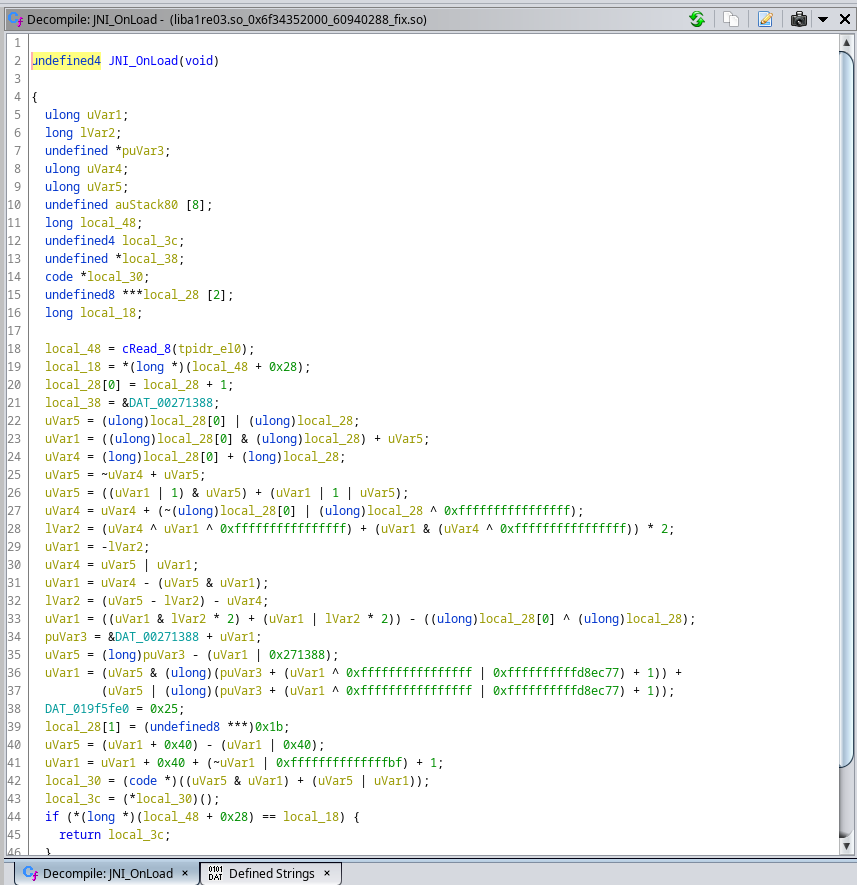 Decompile: JNI_OnLoad - (liba1re03.so_0x6f34352000_60940288_fix.so)
1
2 undefined4 JNI_OnLoad(void)
3
4 {
5 ulong uVar1;
6 long lVar2;
7 undefined *puVar3;
8 ulong uVar4;
9 ulong uVar5;
10 undefined auStack80 [8];
11 long local_48;
12 undefined4 local_3c;
13 undefined *local_38;
14 code *local_30;
15 undefined8 ***local_28 [2];
16 long local_18;
17
18 local_48 = cRead_8(tpidr_el0);
19 local_18 = *(long *)(local_48 + 0x28);
20 local_28[0] = local_28 + 1;
21 local_38 = &DAT_00271388;
22 uVar5 = (ulong)local_28[0] | (ulong)local_28;
23 uVar1 = ((ulong)local_28[0] & (ulong)local_28) + uVar5;
24 uVar4 = (long)local_28[0] + (long)local_28;
25 uVar5 = ~uVar4 + uVar5;
26 uVar5 = ((uVar1 | 1) & uVar5) + (uVar1 | 1 | uVar5);
27 uVar4 = uVar4 + (~(ulong)local_28[0] | (ulong)local_28 ^ 0xffffffffffffffff);
28 lVar2 = (uVar4 ^ uVar1 ^ 0xffffffffffffffff) + (uVar1 & (uVar4 ^ 0xffffffffffffffff)) * 2;
29 uVar1 = -lVar2;
30 uVar4 = uVar5 | uVar1;
31 uVar1 = uVar4 - (uVar5 & uVar1);
32 lVar2 = (uVar5 - lVar2) - uVar4;
33 uVar1 = ((uVar1 & lVar2 * 2) + (uVar1 | lVar2 * 2)) - ((ulong)local_28[0] ^ (ulong)local_28);
34 puVar3 = &DAT_00271388 + uVar1;
35 uVar5 = (long)puVar3 - (uVar1 | 0x271388);
36 uVar1 = (uVar5 & (ulong)(puVar3 + (uVar1 ^ 0xffffffffffffffff | 0xffffffffffd8ec77) + 1)) +
37 (uVar5 | (ulong)(puVar3 + (uVar1 ^ 0xffffffffffffffff | 0xffffffffffd8ec77) + 1));
38 DAT_019f5fe0 = 0x25;
39 local_28[1] = (undefined8 ***)0x1b;
40 uVar5 = (uVar1 + 0x40) - (uVar1 | 0x40);
41 uVar1 = uVar1 + 0x40 + (~uVar1 | 0xffffffffffffffbf) + 1;
42 local_30 = (code *)((uVar5 & uVar1) + (uVar5 | uVar1));
43 local_3c = (*local_30)();
44 if (*(long *)(local_48 + 0x28) == local_18) {
45 return local_3c;
46 }
Decompile: JNI_OnLoad × Defined Strings ×